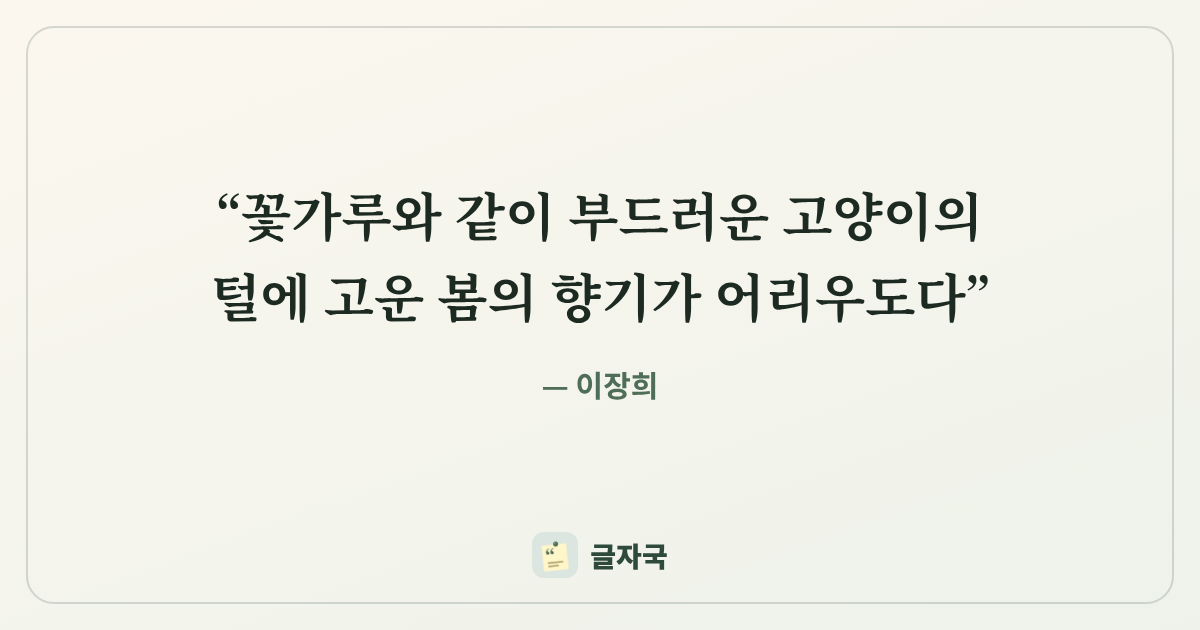 “꽃가루와 같이 부드러운 고양이의
털에 고운 봄의 향기가 어리우도다”
— 이장희
글자국